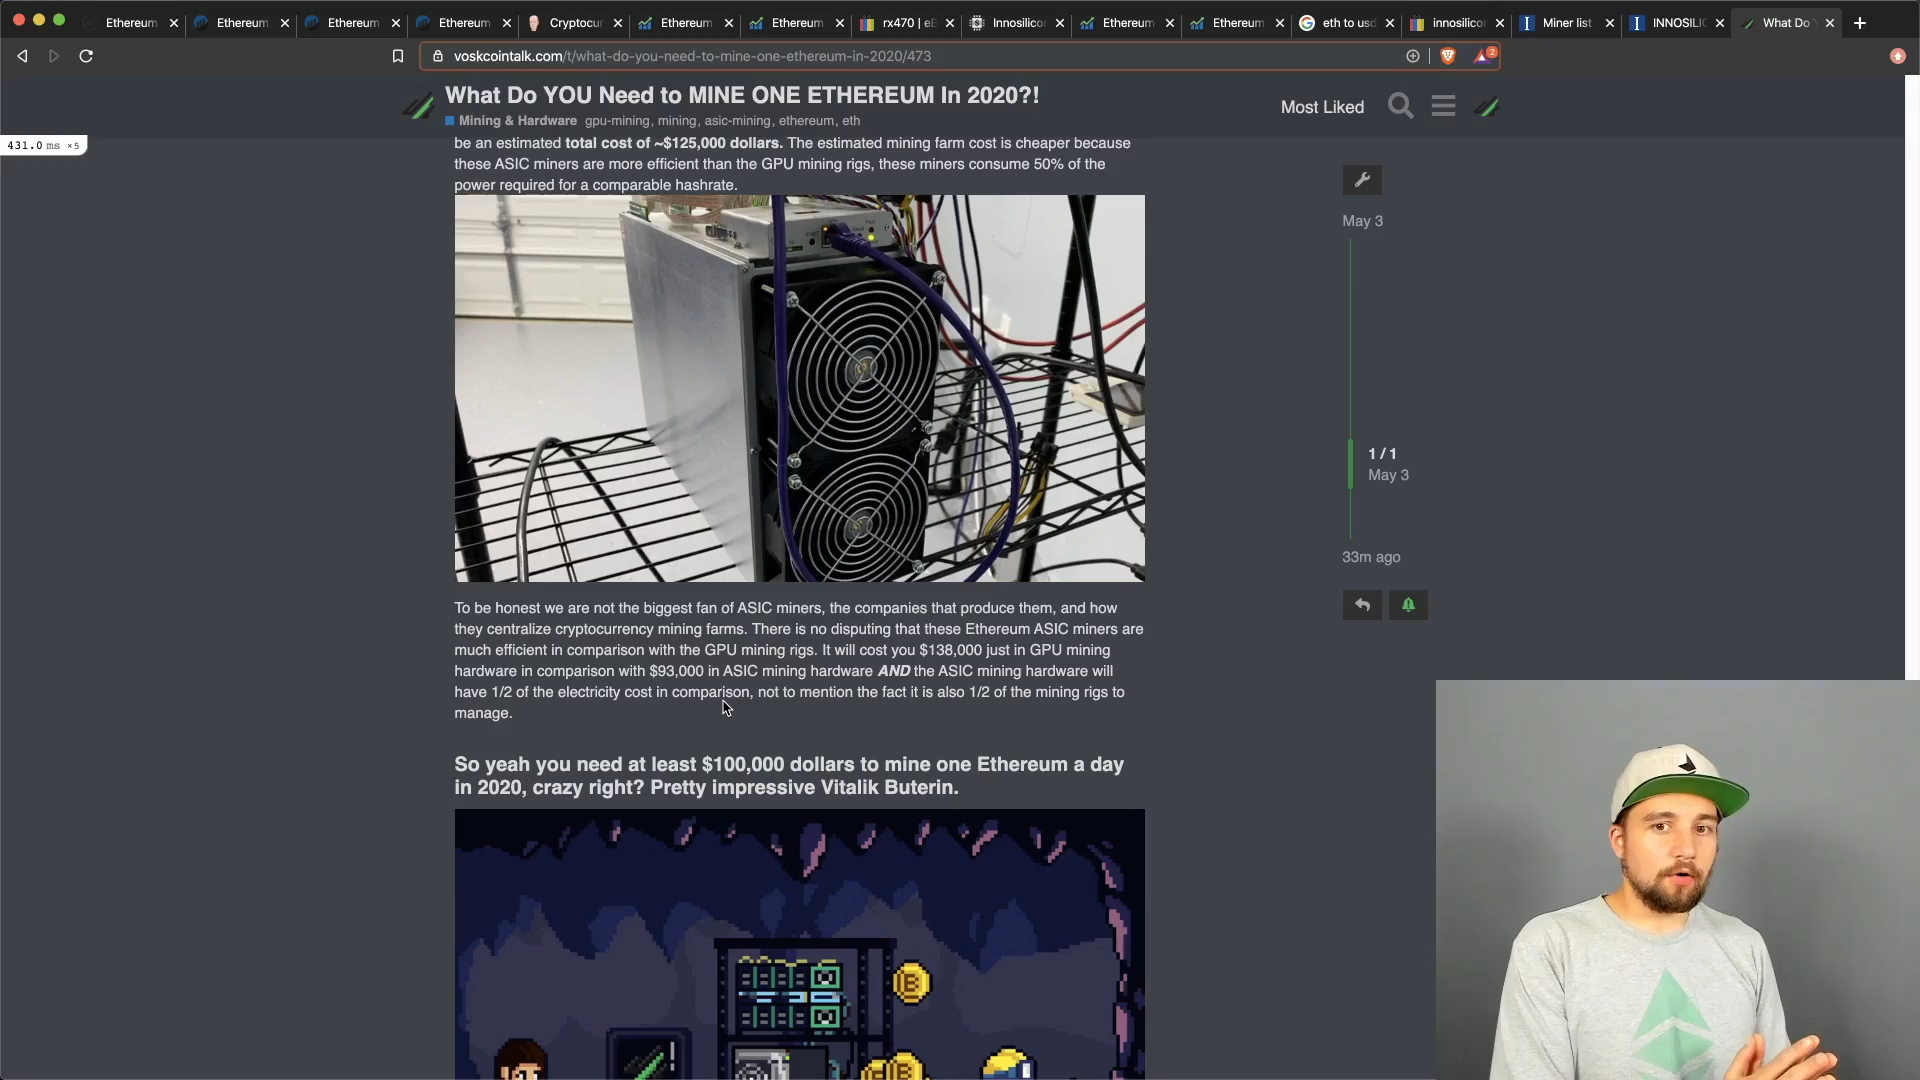 Ethereum
Ethereum
Ethereum
Ethereum
Cryptocur
Ethereum
Ethereum
rx470 | eB
Innosilicon
Ethereum
Ethereum
eth to usd
innosilicon
Miner list
INNOSILIC
What Do Y
voskcointalk.com/t/what-do-you-need-to-mine-one-ethereum-in-2020/473
2
What Do YOU Need to MINE ONE ETHEREUM In 2020?!
Mining & Hardware gpu-mining, mining, asic-mining, ethereum, eth
Most Liked
431.0 ms ×5
be an estimated total cost of ~$125,000 dollars. The estimated mining farm cost is cheaper because
these ASIC miners are more efficient than the GPU mining rigs, these miners consume 50% of the
power required for a comparable hashrate.
May 3
1 / 1
May 3
33m ago
To be honest we are not the biggest fan of ASIC miners, the companies that produce them, and how
they centralize cryptocurrency mining farms. There is no disputing that these Ethereum ASIC miners are
much efficient in comparison with the GPU mining rigs. It will cost you $138,000 just in GPU mining
hardware in comparison with $93,000 in ASIC mining hardware AND the ASIC mining hardware will
have 1/2 of the electricity cost in comparison, not to mention the fact it is also 1/2 of the mining rigs to
manage.
So yeah you need at least $100,000 dollars to mine one Ethereum a day
in 2020, crazy right? Pretty impressive Vitalik Buterin.